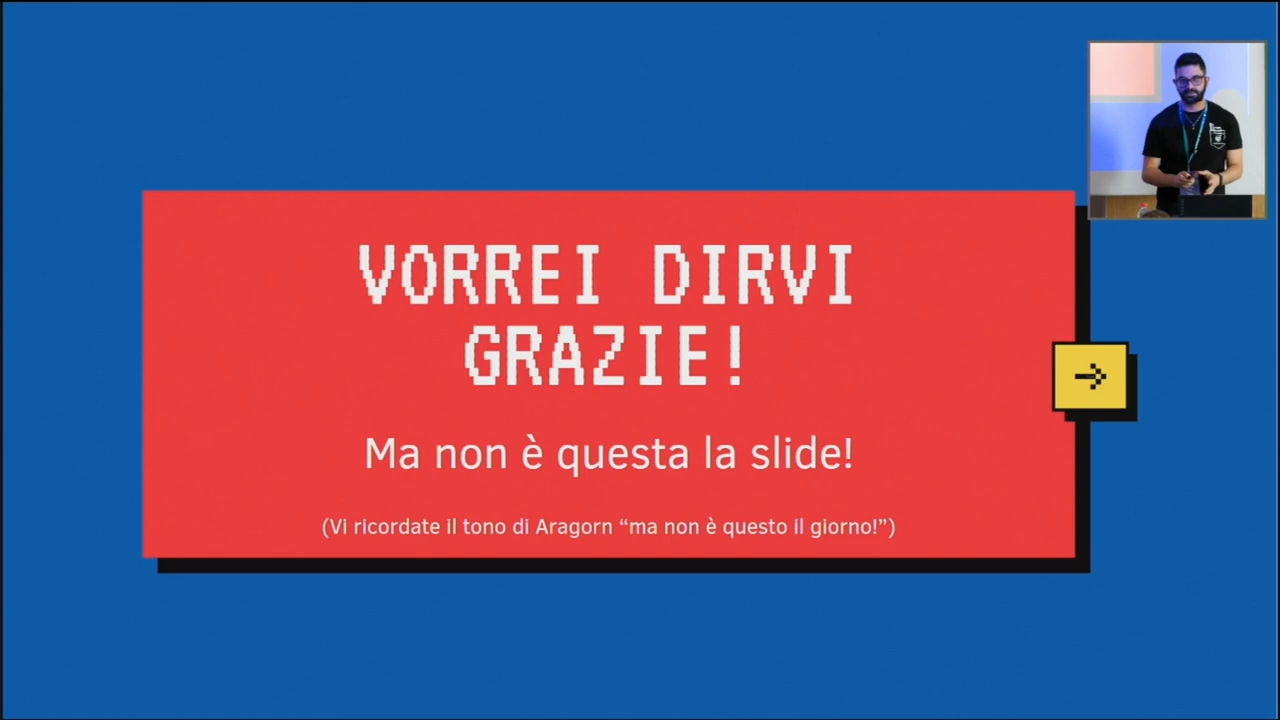 VORREI DIRVI
GRAZIE!
Ma non è questa la slide!
(Vi ricordate il tono di Aragorn “ma non è questo il giorno!”)